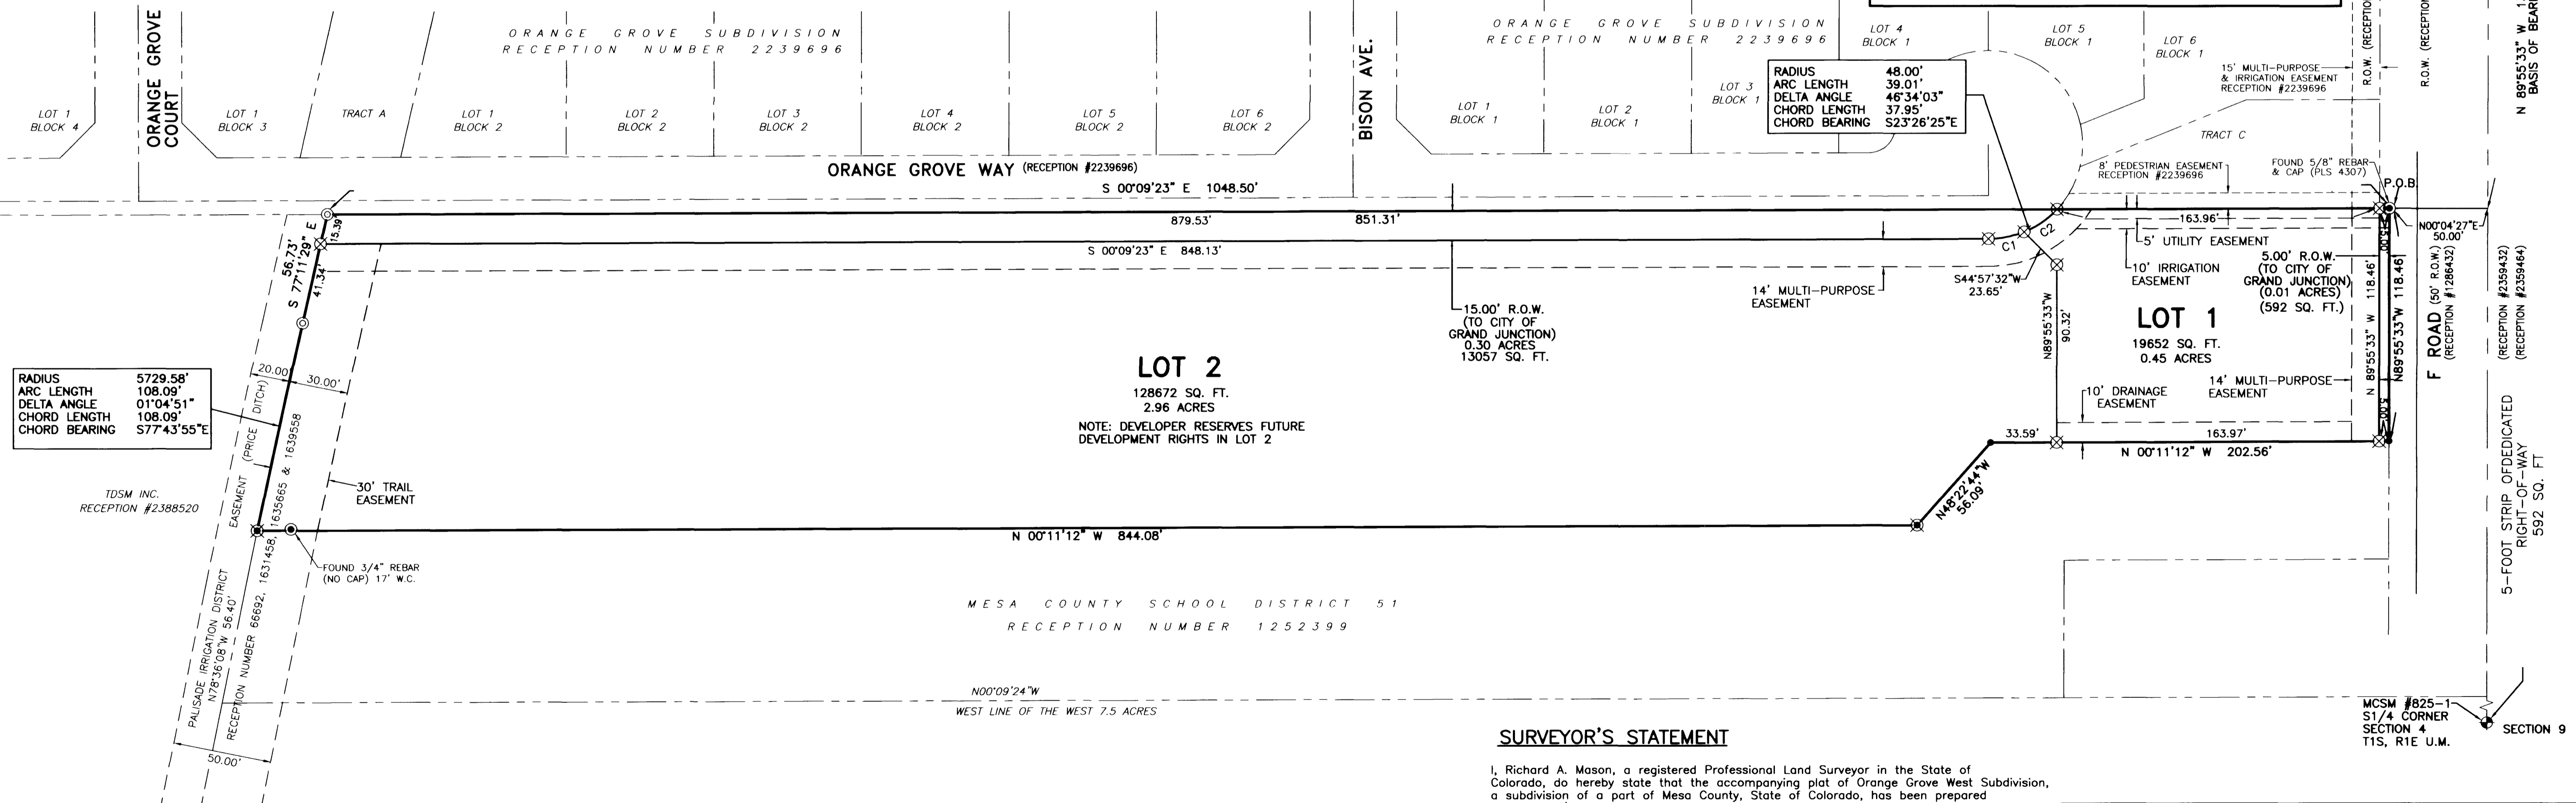 ORANGE GROVE SUBDIVISION
RECEPTION NUMBER 2239696
ORANGE GROVE SUBDIVISION
RECEPTION NUMBER 2239696
ORANGE GROVE
COURT
BISON AVE.
LOT 1
BLOCK 4
LOT 1
BLOCK 3
TRACT A
LOT 1
BLOCK 2
LOT 2
BLOCK 2
LOT 3
BLOCK 2
LOT 4
BLOCK 2
LOT 5
BLOCK 2
LOT 6
BLOCK 2
LOT 1
BLOCK 1
LOT 2
BLOCK 1
LOT 3
BLOCK 1
LOT 4
BLOCK 1
LOT 5
BLOCK 1
LOT 6
BLOCK 1
RADIUS 48.00'
ARC LENGTH 39.01'
DELTA ANGLE 46°34'03"
CHORD LENGTH 37.95'
CHORD BEARING S23°26'25"E
15' MULTI-PURPOSE
& IRRIGATION EASEMENT
RECEPTION #2239696
TRACT C
R.O.W. (RECEPTION
R.O.W. (RECEPTION
N 89°55'33" W
BASIS OF BEARI
ORANGE GROVE WAY (RECEPTION #2239696)
S 00°09'23" E 1048.50'
8' PEDESTRIAN EASEMENT
RECEPTION #2239696
FOUND 5/8" REBAR
& CAP (PLS 4307)
P.O.B.
N00°04'27"E
50.00'
879.53'
851.31'
163.96'
S 00°09'23" E 848.13'
C1
C2
5' UTILITY EASEMENT
10' IRRIGATION
EASEMENT
S44°57'32"W
23.65'
14' MULTI-PURPOSE
EASEMENT
15.39'
56.73'
S 77°11'29" E
41.34'
5.00'
5.00' R.O.W.
(TO CITY OF
GRAND JUNCTION)
(0.01 ACRES)
(592 SQ. FT.)
15.00' R.O.W.
(TO CITY OF
GRAND JUNCTION)
0.30 ACRES
13057 SQ. FT.
N89°55'33"W
90.32'
LOT 1
19652 SQ. FT.
0.45 ACRES
N 89°55'33" W 118.46'
N89°55'33"W 118.46'
F ROAD (50' R.O.W.)
(RECEPTION #1286432)
(RECEPTION #2359432)
(RECEPTION #2359464)
LOT 2
128672 SQ. FT.
2.96 ACRES
NOTE: DEVELOPER RESERVES FUTURE
DEVELOPMENT RIGHTS IN LOT 2
RADIUS 5729.58'
ARC LENGTH 108.09'
DELTA ANGLE 01°04'51"
CHORD LENGTH 108.09'
CHORD BEARING S77°43'55"E
20.00'
30.00'
10' DRAINAGE
EASEMENT
14' MULTI-PURPOSE
EASEMENT
5.00'
33.59'
163.97'
N 00°11'12" W 202.56'
N48°22'44"W
56.09'
TDSM INC.
RECEPTION #2388520
30' TRAIL
EASEMENT
EASEMENT (PRICE DITCH)
PALISADE IRRIGATION DISTRICT
N78°36'08"W 56.40'
RECEPTION NUMBER 66692, 1631458, 1635665 & 1639558
N 00°11'12" W 844.08'
FOUND 3/4" REBAR
(NO CAP) 17' W.C.
MESA COUNTY SCHOOL DISTRICT 51
RECEPTION NUMBER 1252399
5-FOOT STRIP OFDEDICATED
RIGHT-OF-WAY
592 SQ. FT
N00°09'24"W
WEST LINE OF THE WEST 7.5 ACRES
50.00'
MCSM #825-1
S1/4 CORNER
SECTION 4
T1S, R1E U.M.
SECTION 9
SURVEYOR'S STATEMENT
I, Richard A. Mason, a registered Professional Land Surveyor in the State of
Colorado, do hereby state that the accompanying plat of Orange Grove West Subdivision,
a subdivision of a part of Mesa County, State of Colorado, has been prepared